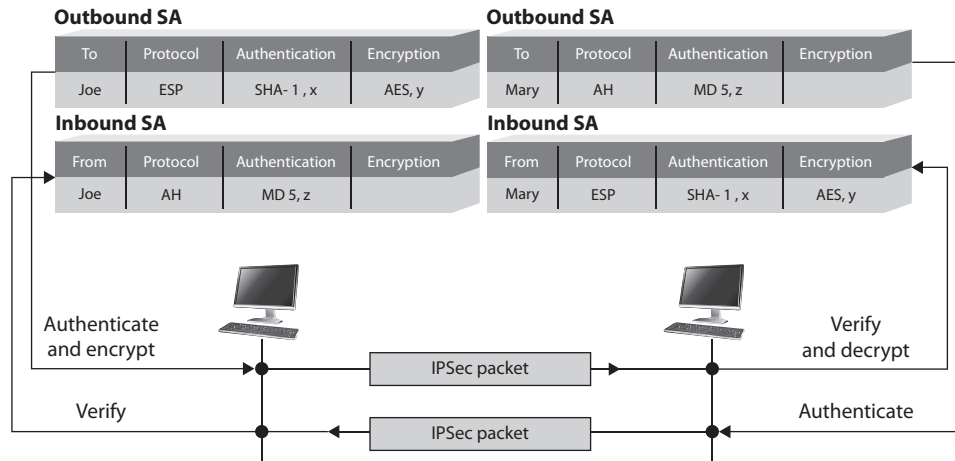 Outbound SA
To Protocol Authentication Encryption
Joe ESP SHA- 1 , x AES, y
Inbound SA
From Protocol Authentication Encryption
Joe AH MD 5, z
Outbound SA
To Protocol Authentication Encryption
Mary AH MD 5, z
Inbound SA
From Protocol Authentication Encryption
Mary ESP SHA- 1 , x AES, y
Authenticate
and encrypt
IPSec packet
Verify
and decrypt
Verify
IPSec packet
Authenticate